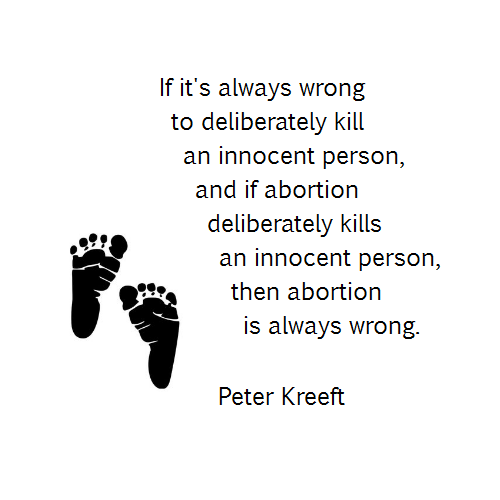 If it's always wrong
to deliberately kill
an innocent person,
and if abortion
deliberately kills
an innocent person,
then abortion
is always wrong.
Peter Kreeft